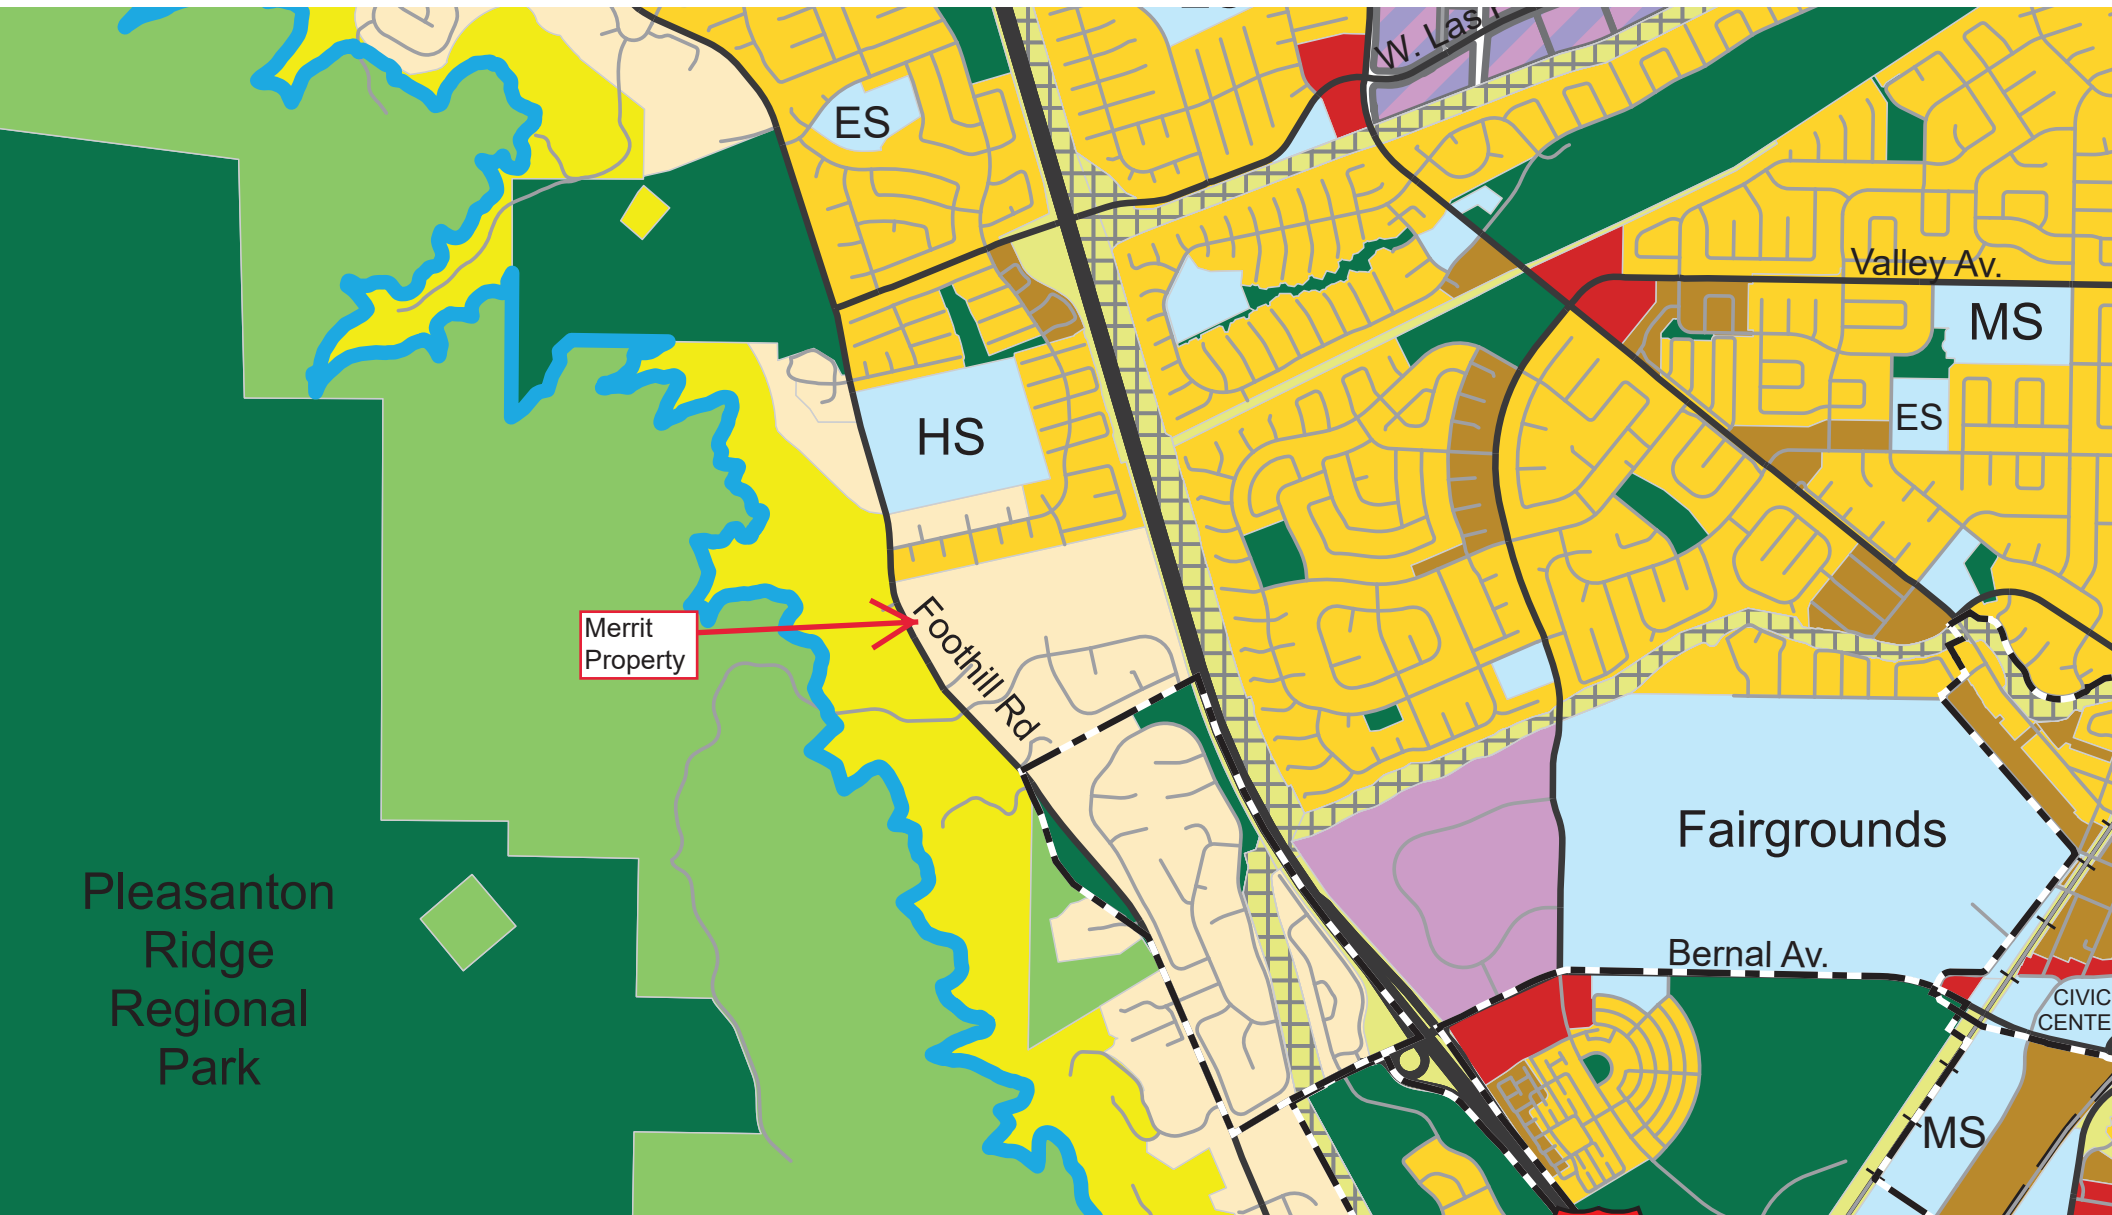 W. Las
ES
Valley Av.
MS
ES
HS
Merrit
Property
Foothill Rd
Fairgrounds
Pleasanton
Ridge
Regional
Park
Bernal Av.
CIVIC
CENTE
MS